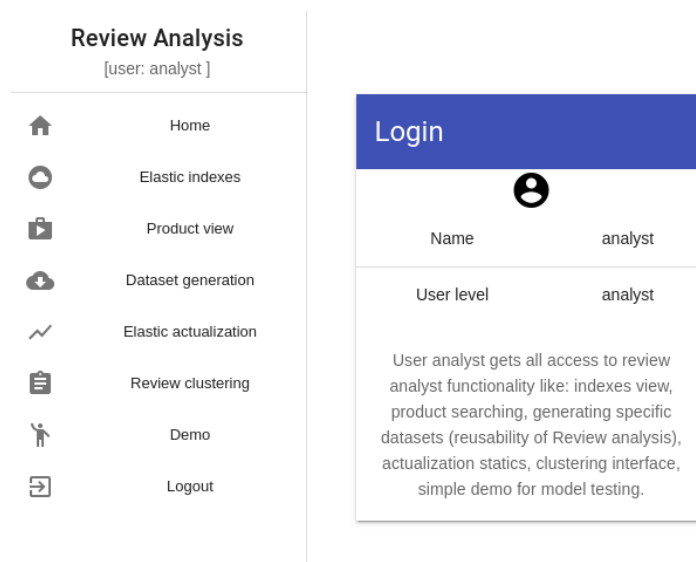 Review Analysis
[user: analyst ]
Home
Elastic indexes
Product view
Dataset generation
Elastic actualization
Review clustering
Demo
Logout
Login
Name analyst
User level analyst
User analyst gets all access to review
analyst functionality like: indexes view,
product searching, generating specific
datasets (reusability of Review analysis),
actualization statics, clustering interface,
simple demo for model testing.